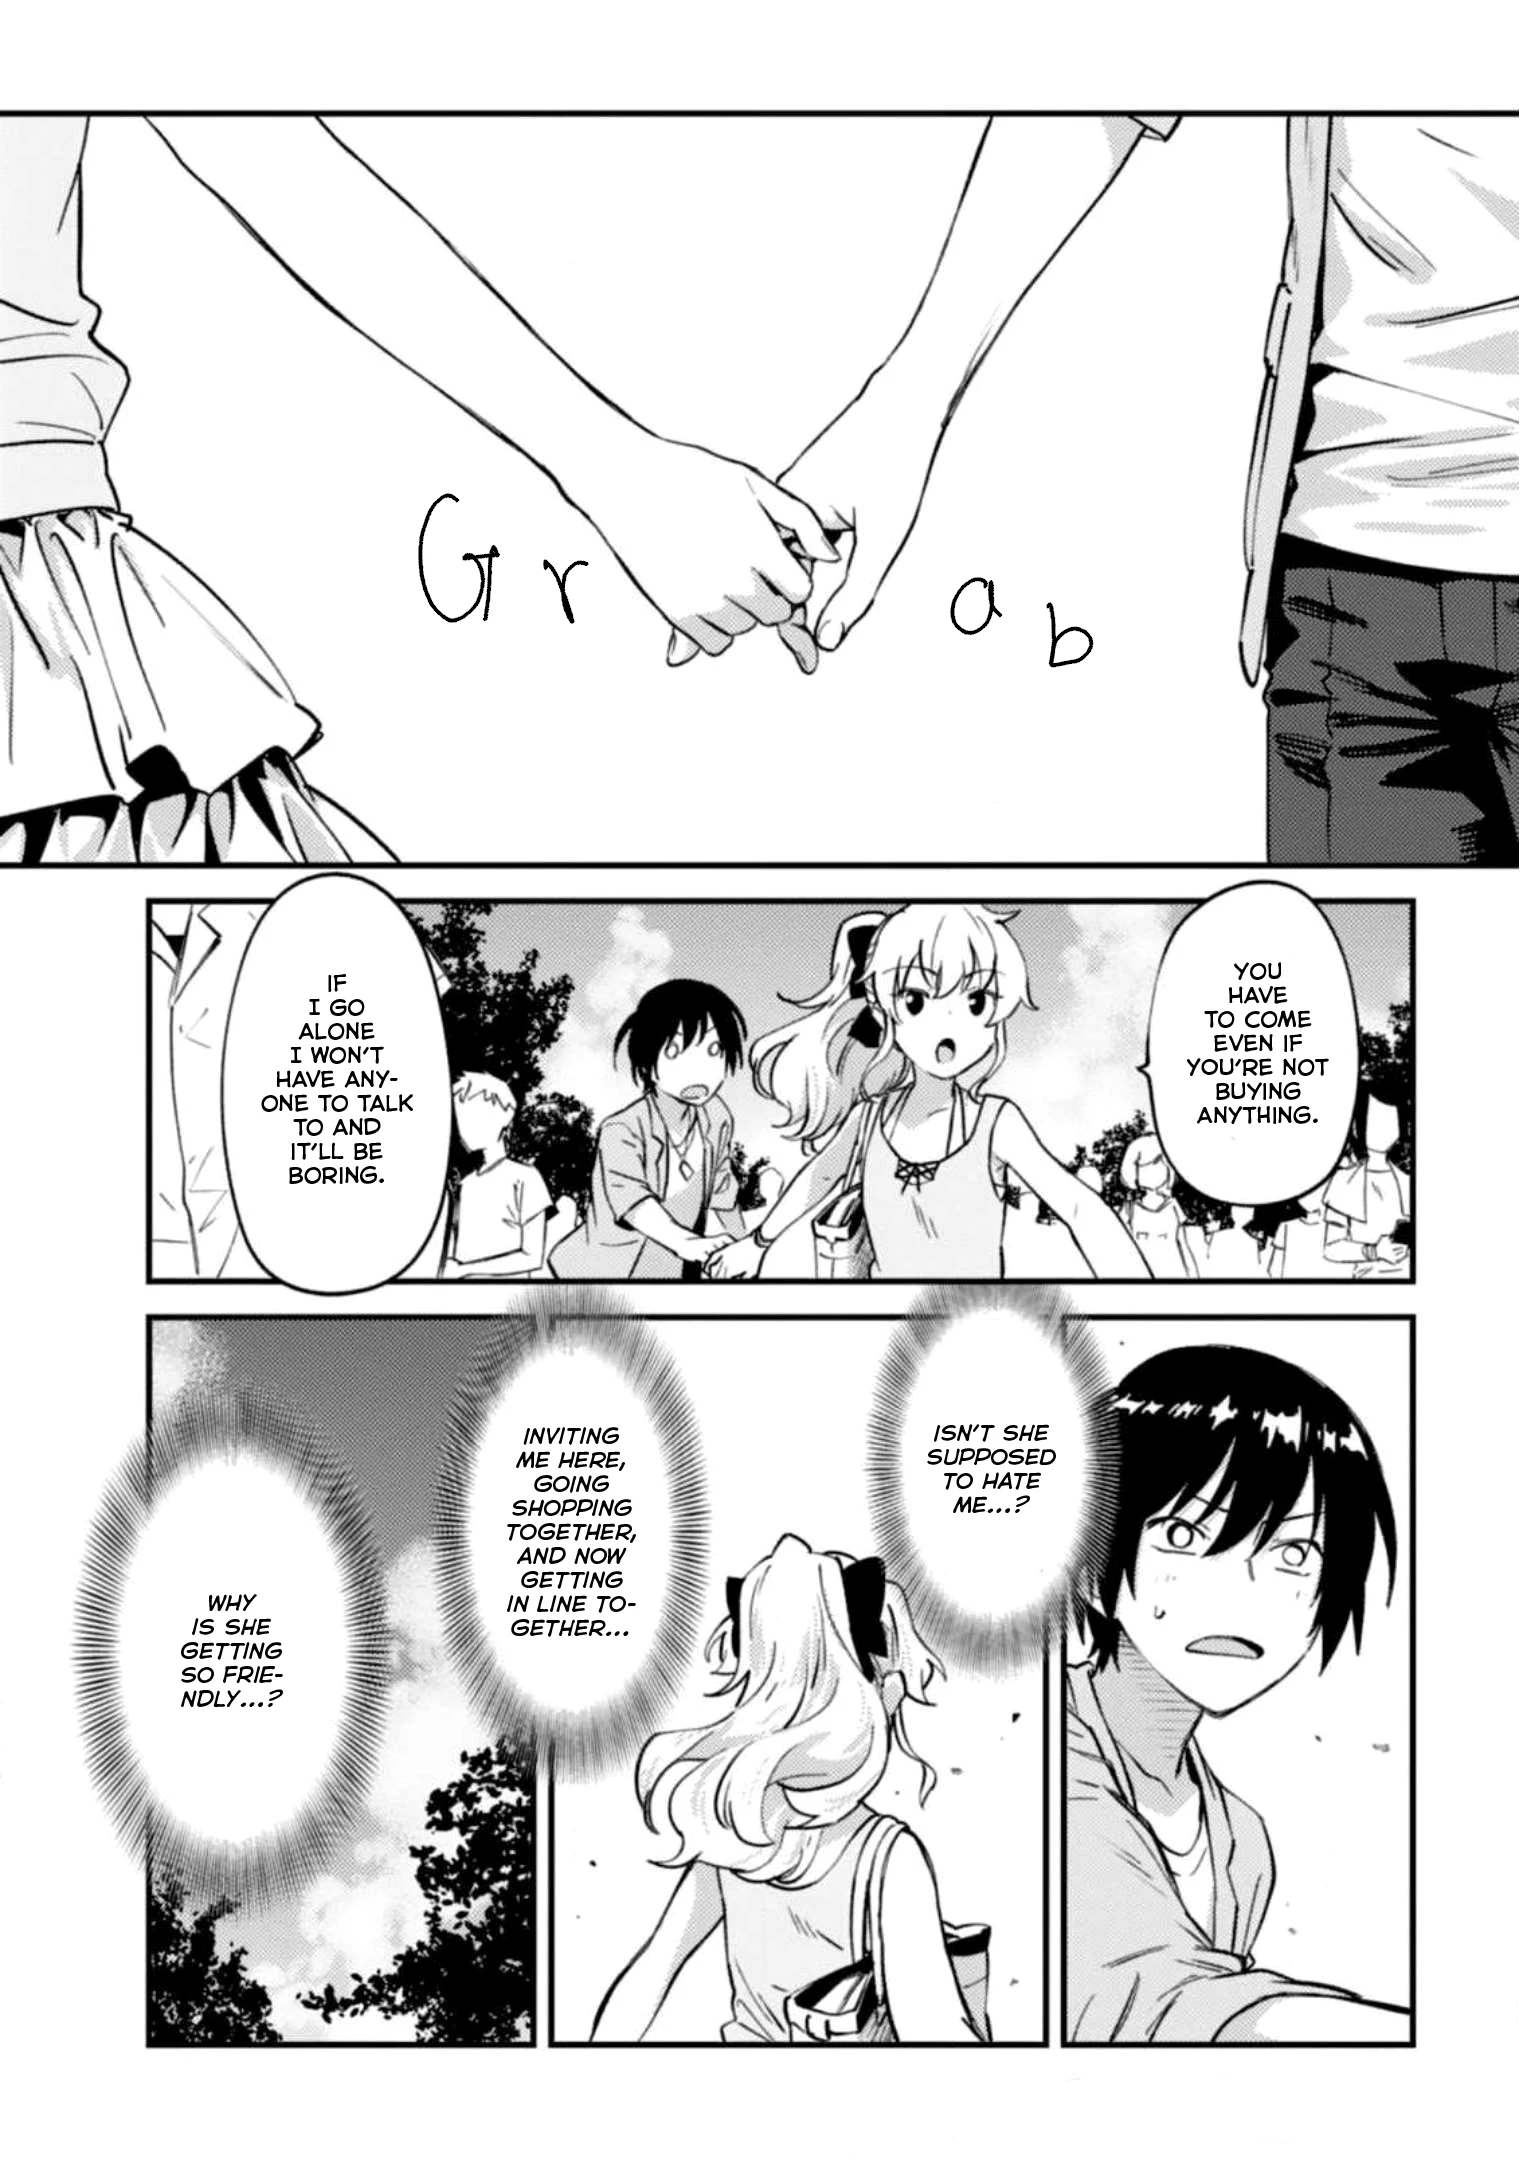 Grab
YOU
HAVE
TO COME
EVEN IF
YOU'RE NOT
BUYING
ANYTHING.
IF
I GO
ALONE
I WON'T
HAVE ANY-
ONE TO TALK
TO AND
IT'LL BE
BORING.
ISN'T SHE
SUPPOSED
TO HATE
ME...?
INVITING
ME HERE,
GOING
SHOPPING
TOGETHER,
AND NOW
GETTING
IN LINE TO-
GETHER...
WHY
IS SHE
GETTING
SO FRIE-
NDLY...?